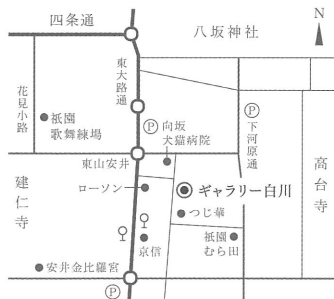 四条通
八坂神社
N
東大路通
花見小路
祇園
歌舞練場
P
向坂
犬猫病院
P
下河原通
高台寺
東山安井
建仁寺
ローソン
ギャラリー白川
つじ華
京信
祇園
むら田
安井金比羅宮
P